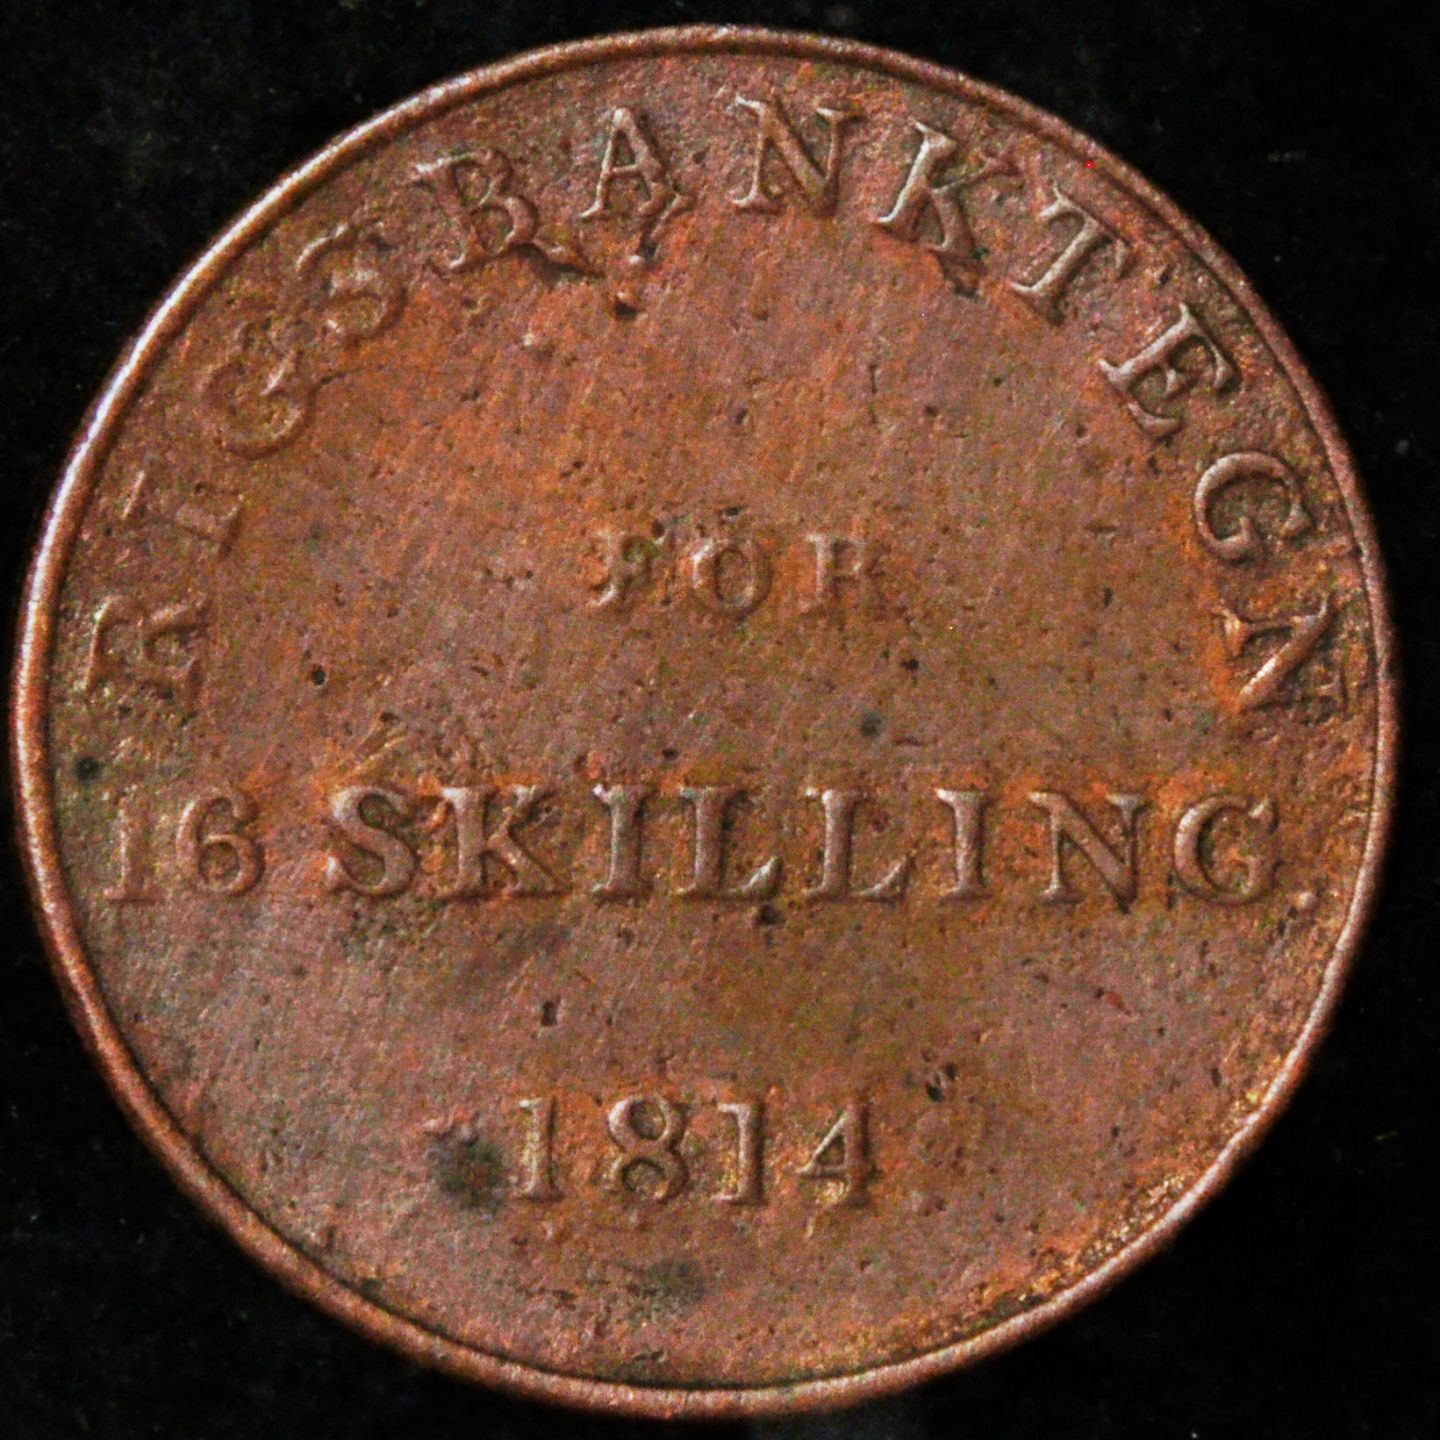 RIGSBANKTEGN
FOR
16 SKILLING.
1814